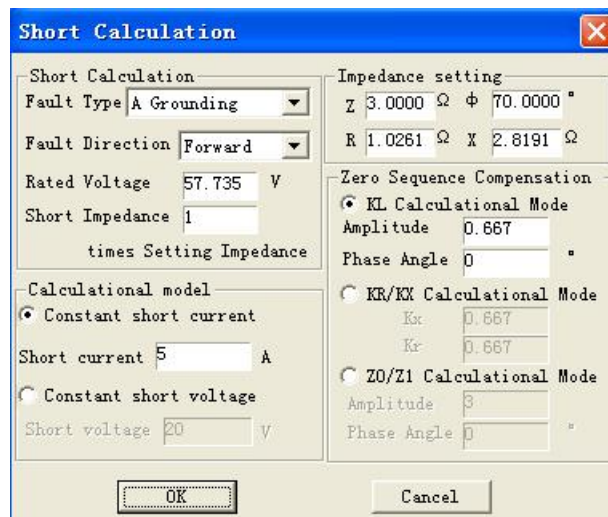 Short Calculation
Short Calculation
Fault Type A Grounding
Fault Direction Forward
Rated Voltage 57.735 V
Short Impedance 1
times Setting Impedance
Calculational model
Constant short current
Short current 5 A
Constant short voltage
Short voltage 20 V
Impedance setting
Z 3.0000 Ω Φ 70.0000 °
R 1.0261 Ω X 2.8191 Ω
Zero Sequence Compensation
KL Calculational Mode
Amplitude 0.667
Phase Angle 0 °
KR/KX Calculational Mode
Kx 0.667
Kr 0.667
Z0/Z1 Calculational Mode
Amplitude 3
Phase Angle 0 °
OK
Cancel